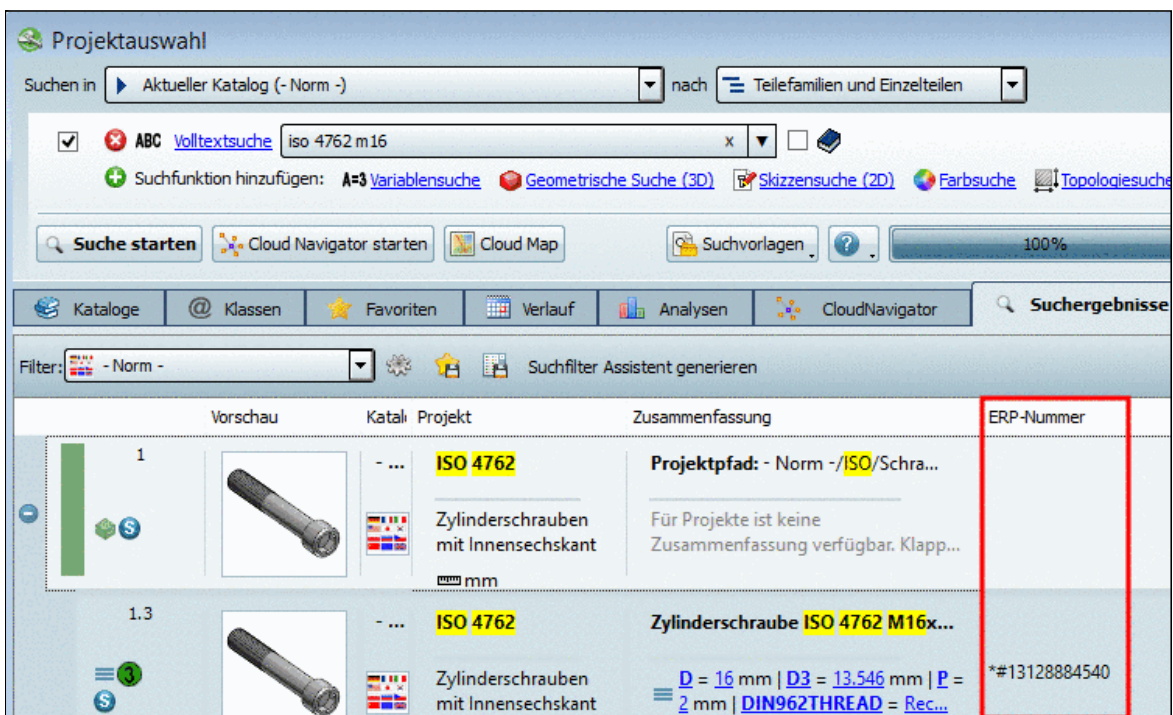 Projektauswahl
Suchen in Aktueller Katalog (- Norm -) nach Teilefamilien und Einzelteilen
ABC Volltextsuche iso 4762 m16 x
Suchfunktion hinzufügen: A=3 Variablensuche Geometrische Suche (3D) Skizzensuche (2D) Farbsuche Topologiesuche
Suche starten Cloud Navigator starten Cloud Map Suchvorlagen ? 100%
Kataloge @ Klassen Favoriten Verlauf Analysen CloudNavigator Suchergebnisse
Filter: - Norm - Suchfilter Assistent generieren
Vorschau Katal Projekt Zusammenfassung ERP-Nummer
1 - ... ISO 4762 Projektpfad: - Norm -/ISO/Schra...
S Zylinderschrauben Für Projekte ist keine
mit Innensechskant Zusammenfassung verfügbar. Klapp...
mm
1.3 - ... ISO 4762 Zylinderschraube ISO 4762 M16x...
3 Zylinderschrauben D = 16 mm | D3 = 13.546 mm | P = *#13128884540
S mit Innensechskant 2 mm | DIN962THREAD = Rec...